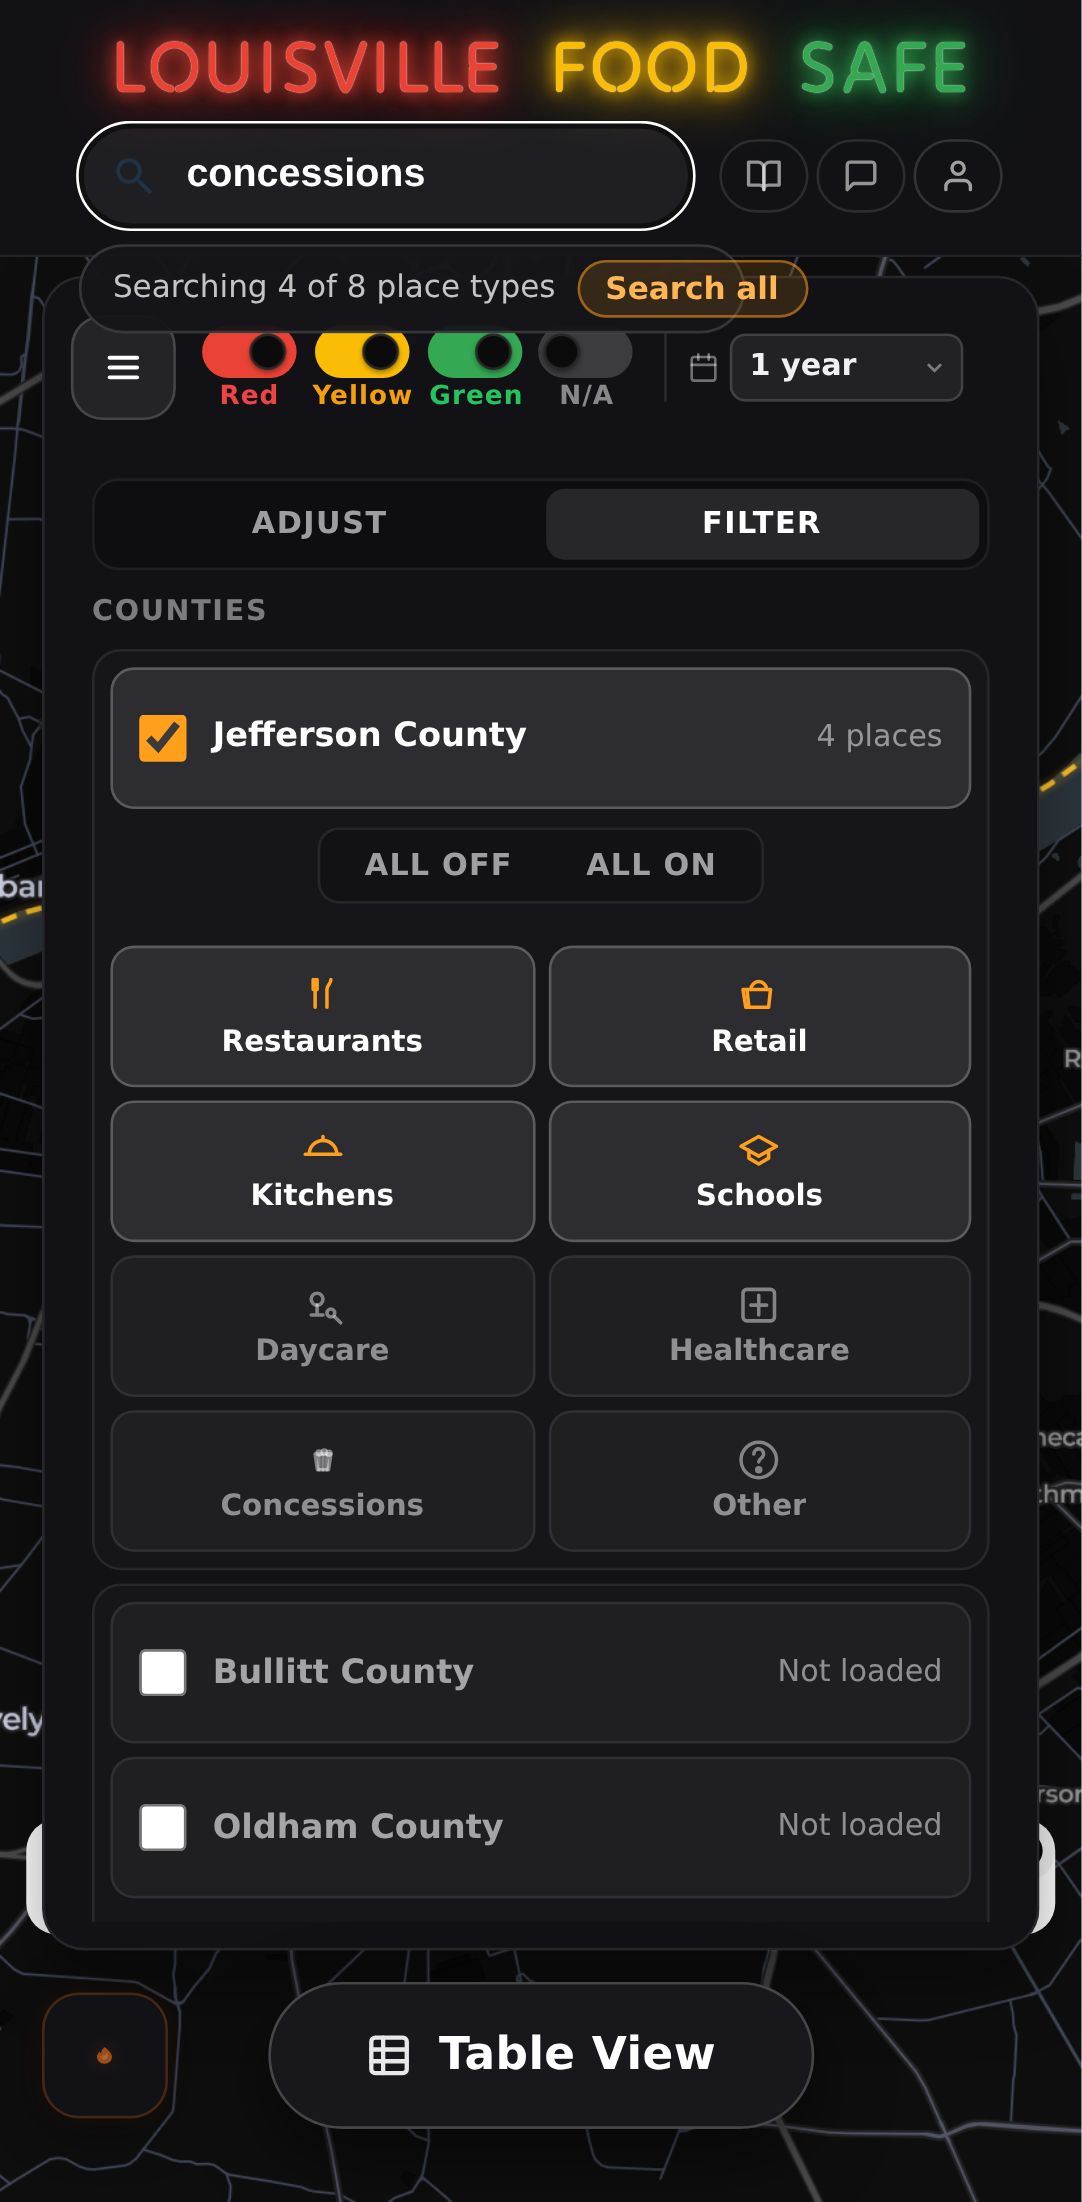 LOUISVILLE FOOD SAFE
concessions
Searching 4 of 8 place types Search all
Red Yellow Green N/A 1 year
ADJUST FILTER
COUNTIES
Jefferson County 4 places
ALL OFF ALL ON
Restaurants Retail
Kitchens Schools
Daycare Healthcare
Concessions Other
Bullitt County Not loaded
Oldham County Not loaded
Table View